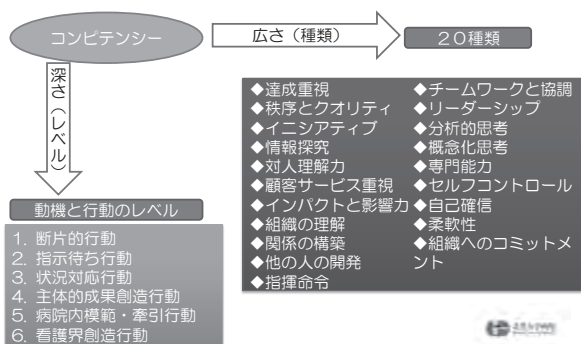 コンピテンシー
広さ（種類）
２０種類
深さ（レベル）
動機と行動のレベル
1. 断片的行動
2. 指示待ち行動
3. 状況対応行動
4. 主体的成果創造行動
5. 病院内模範・牽引行動
6. 看護界創造行動
◆達成重視
◆秩序とクオリティ
◆イニシアティブ
◆情報探究
◆対人理解力
◆顧客サービス重視
◆インパクトと影響力
◆組織の理解
◆関係の構築
◆他の人の開発
◆指揮命令
◆チームワークと協調
◆リーダーシップ
◆分析的思考
◆概念化思考
◆専門能力
◆セルフコントロール
◆自己確信
◆柔軟性
◆組織へのコミットメ
ント